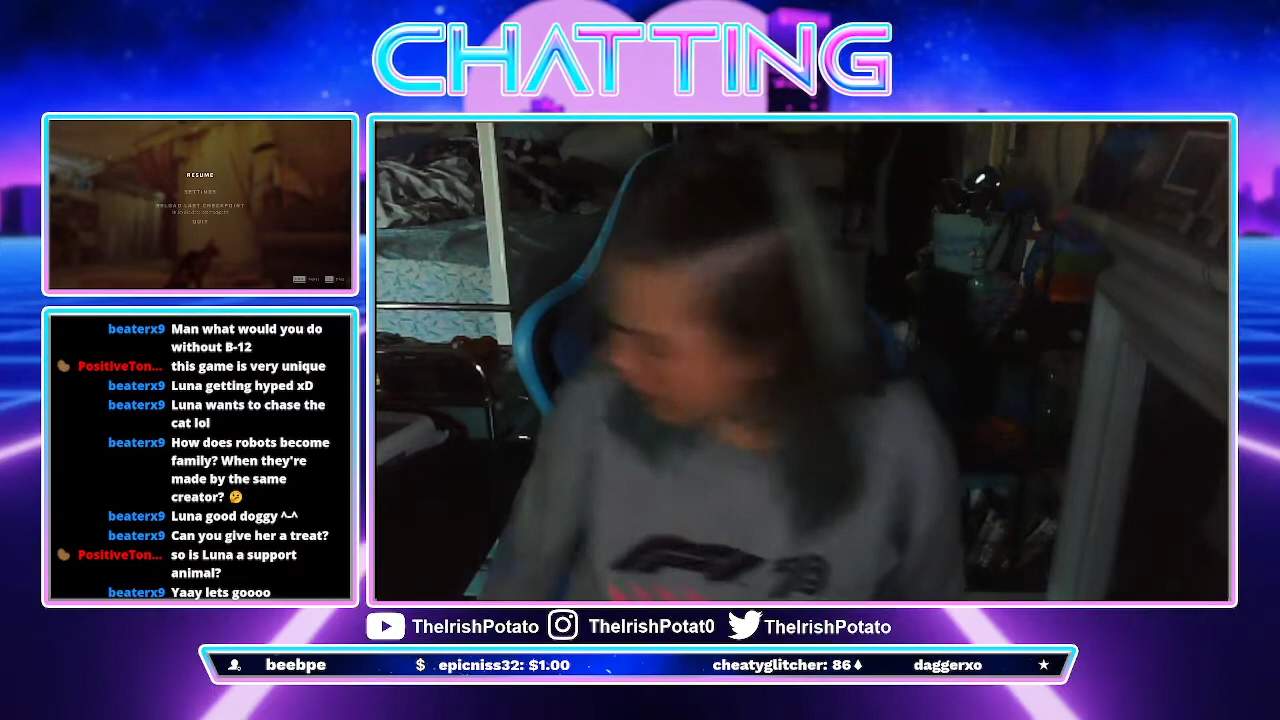 CHATTING
RESUME
SETTINGS
RELOAD LAST CHECKPOINT
QUIT
beaterx9 Man what would you do
without B-12
PositiveTon... this game is very unique
beaterx9 Luna getting hyped xD
beaterx9 Luna wants to chase the
cat lol
beaterx9 How does robots become
family? When they're
made by the same
creator? 🤔
beaterx9 Luna good doggy ^-^
beaterx9 Can you give her a treat?
PositiveTon... so is Luna a support
animal?
beaterx9 Yaay lets goooo
TheIrishPotato TheIrishPotat0 TheIrishPotato
beebpe $ epicniss32: $1.00 cheatyglitcher: 86 daggerxo